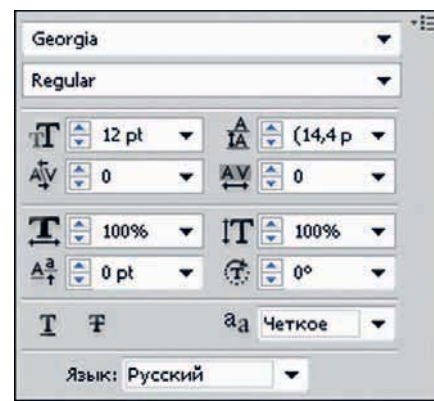 Georgia
Regular
12 pt (14,4 p
0 0
100% 100%
0 pt 0°
Четкое
Язык: Русский